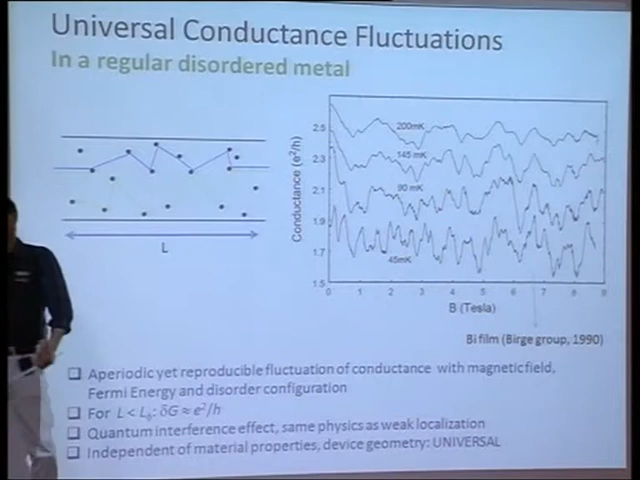 Universal Conductance Fluctuations
In a regular disordered metal
L
Conductance (e²/h)
2.5
2.3
2.1
1.9
1.7
1.5
200mK
145 mK
90 mK
45mK
0 1 2 3 4 5 6 7 8 9
B (Tesla)
Bi film (Birge group, 1990)
❑ Aperiodic yet reproducible fluctuation of conductance with magnetic field,
Fermi Energy and disorder configuration
❑ For L < Lϕ: δG ≈ e²/h
❑ Quantum interference effect, same physics as weak localization
❑ Independent of material properties, device geometry: UNIVERSAL